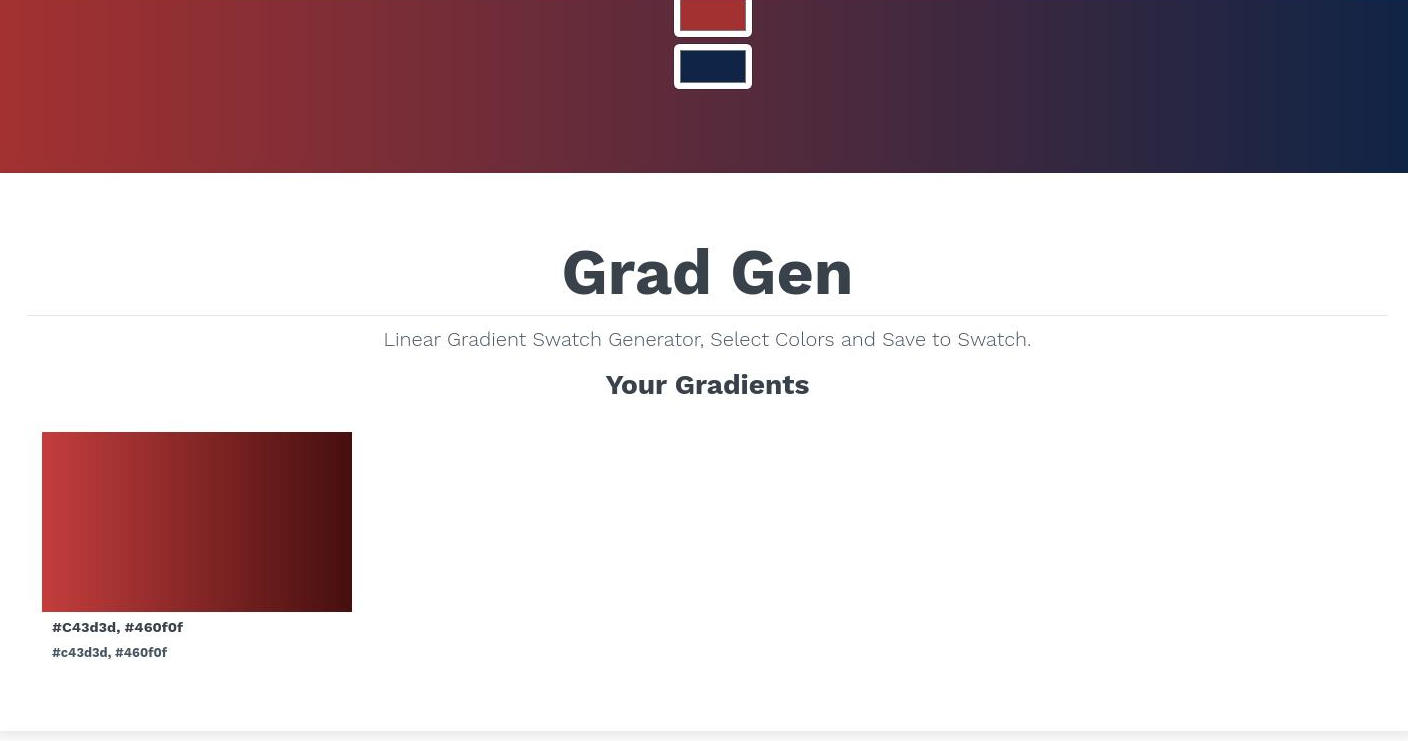 Grad Gen
Linear Gradient Swatch Generator, Select Colors and Save to Swatch.
Your Gradients
#C43d3d, #460f0f
#c43d3d, #460f0f